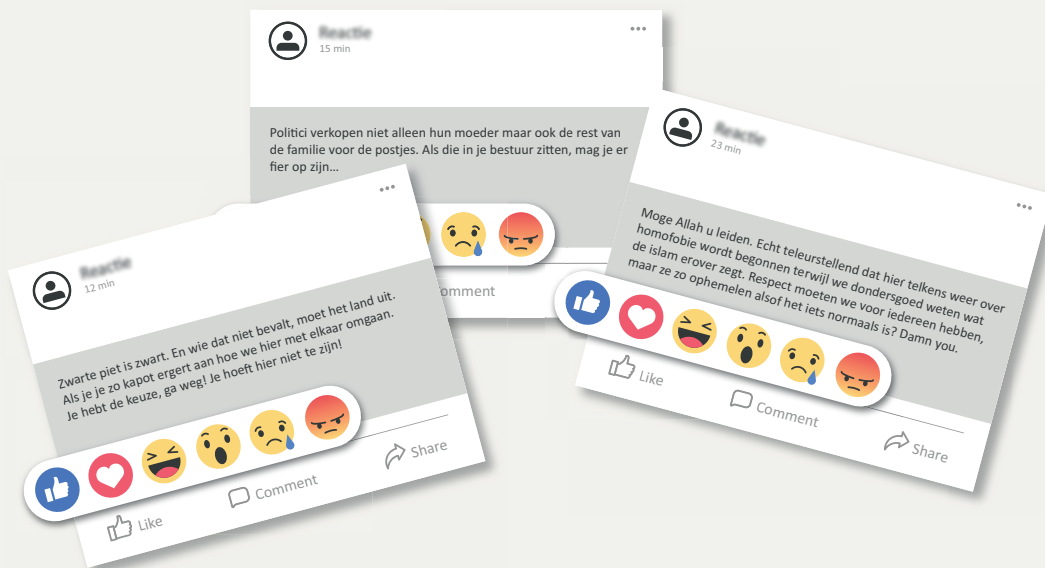 Reactie
15 min
Politici verkopen niet alleen hun moeder maar ook de rest van
de familie voor de postjes. Als die in je bestuur zitten, mag je er
fier op zijn...
omment
Reactie
23 min
Moge Allah u leiden. Echt teleurstellend dat hier telkens weer over
homofobie wordt begonnen terwijl we dondersgoed weten wat
de islam erover zegt. Respect moeten we voor iedereen hebben,
maar ze zo ophemelen alsof het iets normaals is? Damn you.
Like
Comment
Share
Reactie
12 min
Zwarte piet is zwart. En wie dat niet bevalt, moet het land uit.
Als je je zo kapot ergert aan hoe we hier met elkaar omgaan.
Je hebt de keuze, ga weg! Je hoeft hier niet te zijn!
Like
Comment
Share